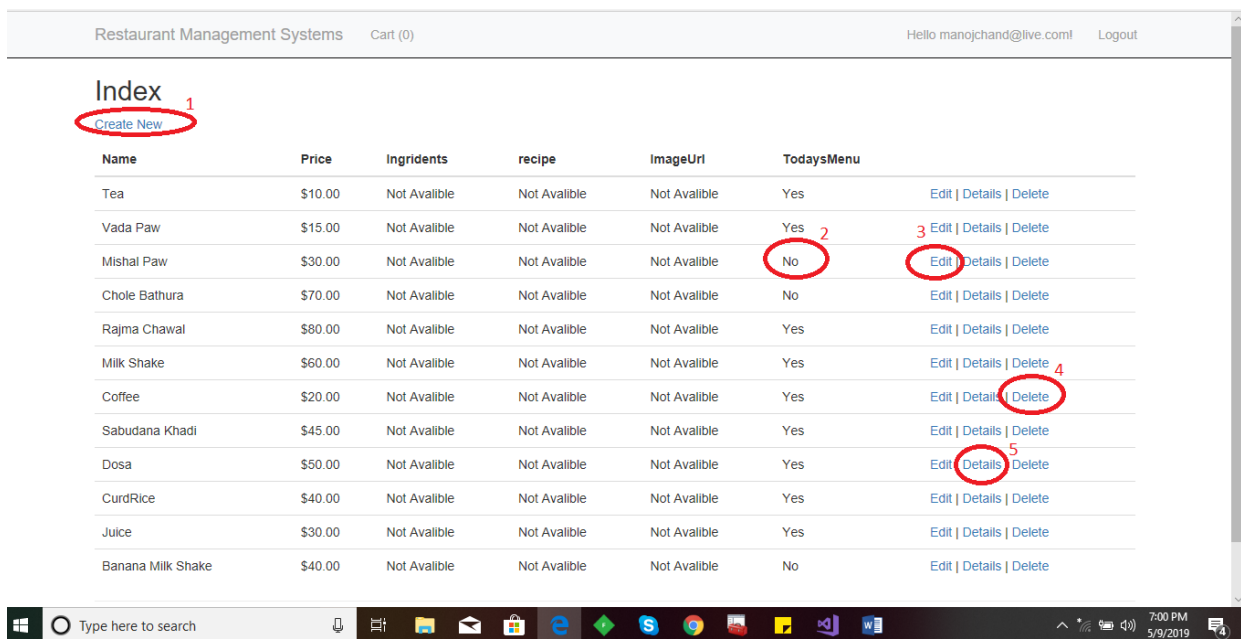 Restaurant Management Systems Cart (0) Hello manojchand@live.com! Logout
Index
1
Create New
Name Price Ingridents recipe ImageUrl TodaysMenu
Tea $10.00 Not Avalible Not Avalible Not Avalible Yes Edit | Details | Delete
Vada Paw $15.00 Not Avalible Not Avalible Not Avalible Yes Edit | Details | Delete
2 3
Mishal Paw $30.00 Not Avalible Not Avalible Not Avalible No Edit | Details | Delete
Chole Bathura $70.00 Not Avalible Not Avalible Not Avalible No Edit | Details | Delete
Rajma Chawal $80.00 Not Avalible Not Avalible Not Avalible Yes Edit | Details | Delete
Milk Shake $60.00 Not Avalible Not Avalible Not Avalible Yes Edit | Details | Delete
4
Coffee $20.00 Not Avalible Not Avalible Not Avalible Yes Edit | Details | Delete
Sabudana Khadi $45.00 Not Avalible Not Avalible Not Avalible Yes Edit | Details | Delete
5
Dosa $50.00 Not Avalible Not Avalible Not Avalible Yes Edit | Details | Delete
CurdRice $40.00 Not Avalible Not Avalible Not Avalible Yes Edit | Details | Delete
Juice $30.00 Not Avalible Not Avalible Not Avalible Yes Edit | Details | Delete
Banana Milk Shake $40.00 Not Avalible Not Avalible Not Avalible No Edit | Details | Delete
Type here to search
7:00 PM
5/9/2019
4